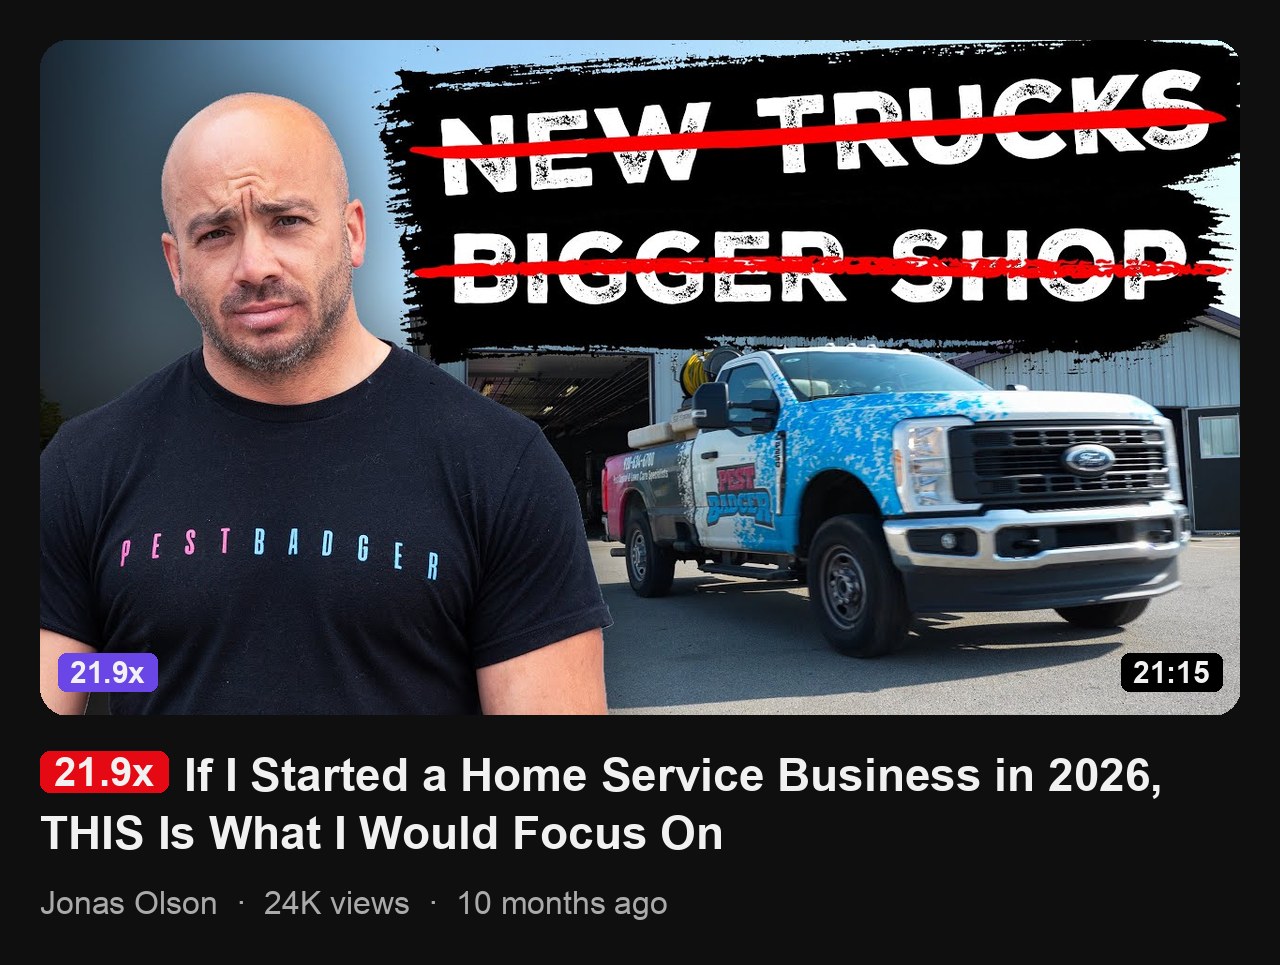 NEW TRUCKS
BIGGER SHOP
PEST
BADGER
Ford
PESTBADGER
21.9x
21:15
21.9x If I Started a Home Service Business in 2026,
THIS Is What I Would Focus On
Jonas Olson · 24K views · 10 months ago